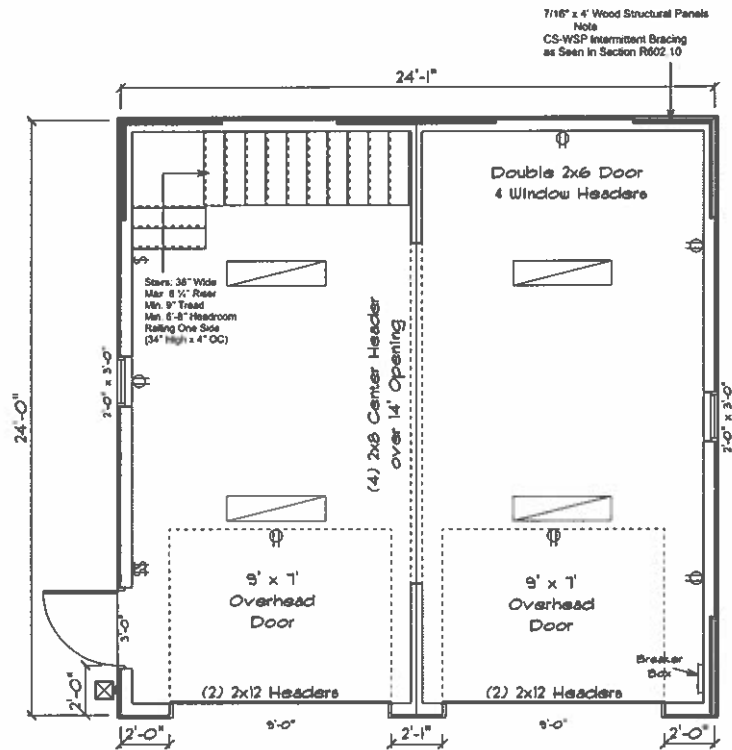 7/16" x 4' Wood Structural Panels
Note
CS-WSP Intermittent Bracing
as Seen In Section R602.10
24'-1"
Double 2x6 Door
4 Window Headers
Stairs: 36" Wide
Max 8 ¼" Riser
Min. 9" Tread
Min. 6'-8" Headroom
Railing One Side
(34" High x 4" OC)
(4) 2x8 Center Header
over 14' Opening
24'-0"
2'-0" x 3'-0"
2'-0" x 3'-0"
9' x 7'
Overhead
Door
9' x 7'
Overhead
Door
3'-0"
Breaker
Box
2'-0"
(2) 2x12 Headers
(2) 2x12 Headers
2'-0"
9'-0"
2'-1"
9'-0"
2'-0"